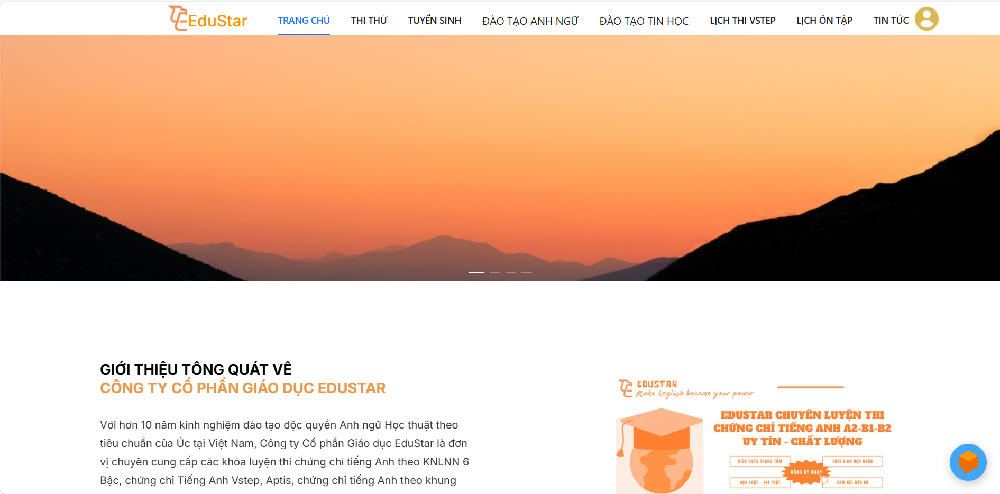 EduStar
TRANG CHỦ
THI THỬ
TUYỂN SINH
ĐÀO TẠO ANH NGỮ
ĐÀO TẠO TIN HỌC
LỊCH THI VSTEP
LỊCH ÔN TẬP
TIN TỨC
GIỚI THIỆU TỔNG QUÁT VỀ
CÔNG TY CỔ PHẦN GIÁO DỤC EDUSTAR
Với hơn 10 năm kinh nghiệm đào tạo độc quyền Anh ngữ Học thuật theo
tiêu chuẩn của Úc tại Việt Nam, Công ty Cổ phần Giáo dục EduStar là đơn
vị chuyên cung cấp các khóa luyện thi chứng chỉ tiếng Anh theo KNLNN 6
Bậc, chứng chỉ Tiếng Anh Vstep, Aptis, chứng chỉ tiếng Anh theo khung
EDUSTAR
Make English become your power
EDUSTAR CHUYÊN LUYỆN THI
CHỨNG CHỈ TIẾNG ANH A2-B1-B2
UY TÍN - CHẤT LƯỢNG
KIẾN THỨC TRỌNG TÂM
THỜI GIAN HỌC NGẮN
ĐĂNG KÝ NGAY
HỌC THẬT - THI THẬT
CAM KẾT ĐẦU RA